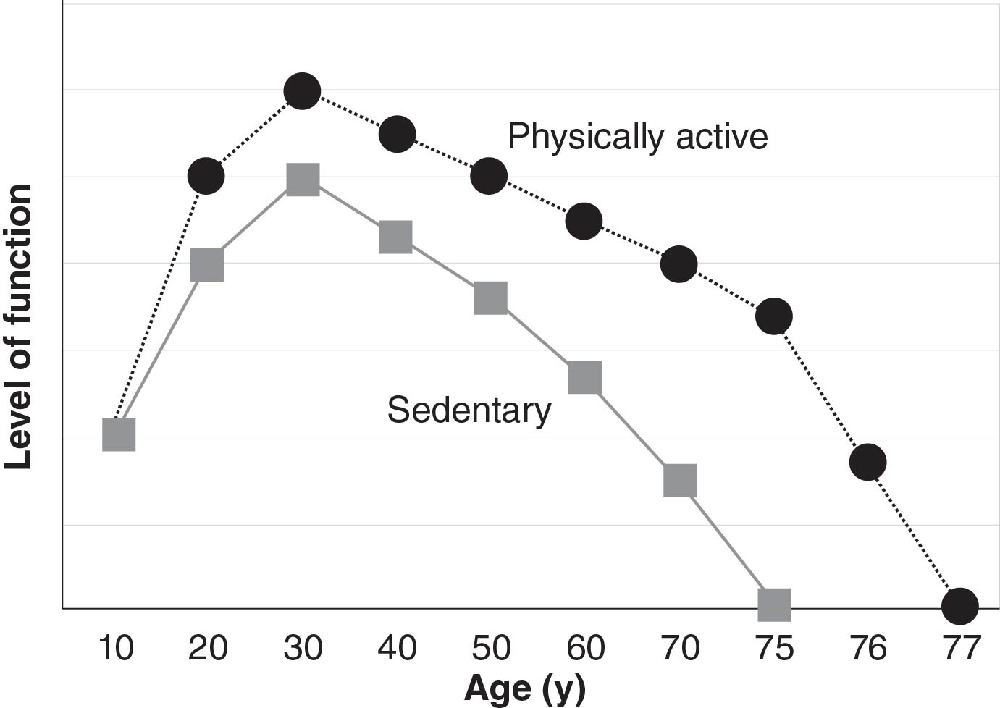 Level of function
Physically active
Sedentary
10 20 30 40 50 60 70 75 76 77
Age (y)